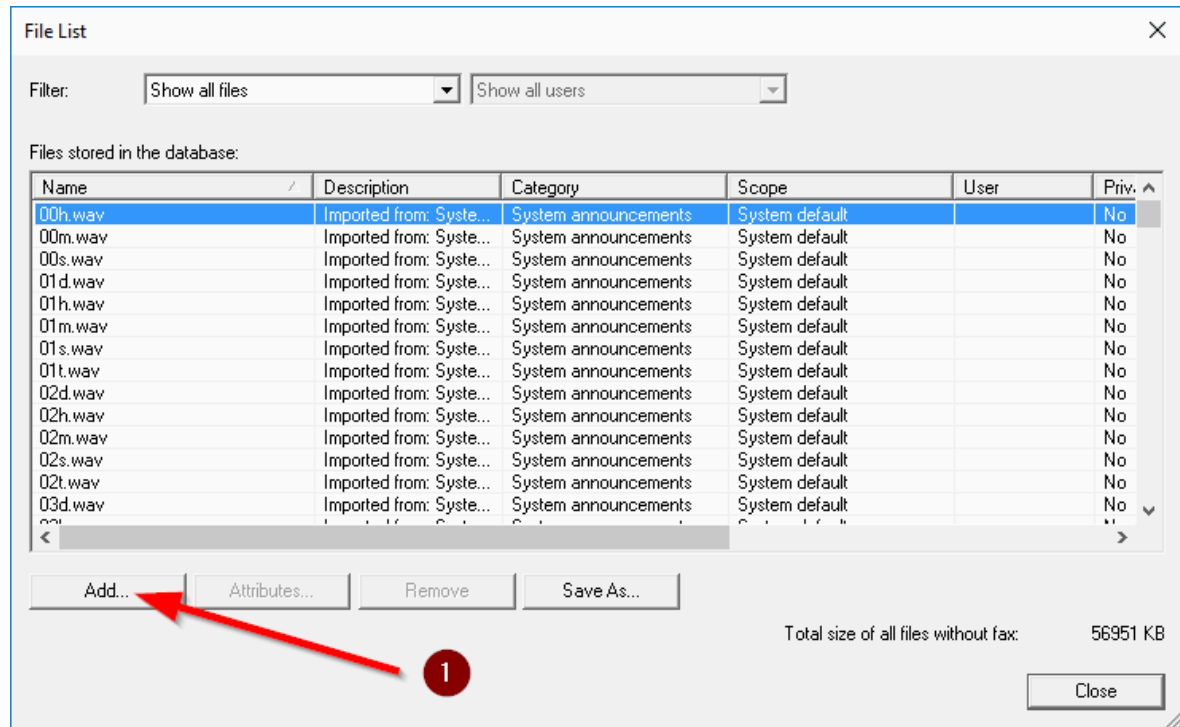 File List
Filter: Show all files Show all users
Files stored in the database:
Name Description Category Scope User Priv.
00h.wav Imported from: Syste... System announcements System default No
00m.wav Imported from: Syste... System announcements System default No
00s.wav Imported from: Syste... System announcements System default No
01d.wav Imported from: Syste... System announcements System default No
01h.wav Imported from: Syste... System announcements System default No
01m.wav Imported from: Syste... System announcements System default No
01s.wav Imported from: Syste... System announcements System default No
01t.wav Imported from: Syste... System announcements System default No
02d.wav Imported from: Syste... System announcements System default No
02h.wav Imported from: Syste... System announcements System default No
02m.wav Imported from: Syste... System announcements System default No
02s.wav Imported from: Syste... System announcements System default No
02t.wav Imported from: Syste... System announcements System default No
03d.wav Imported from: Syste... System announcements System default No
Add... Attributes... Remove Save As...
Total size of all files without fax: 56951 KB
1
Close